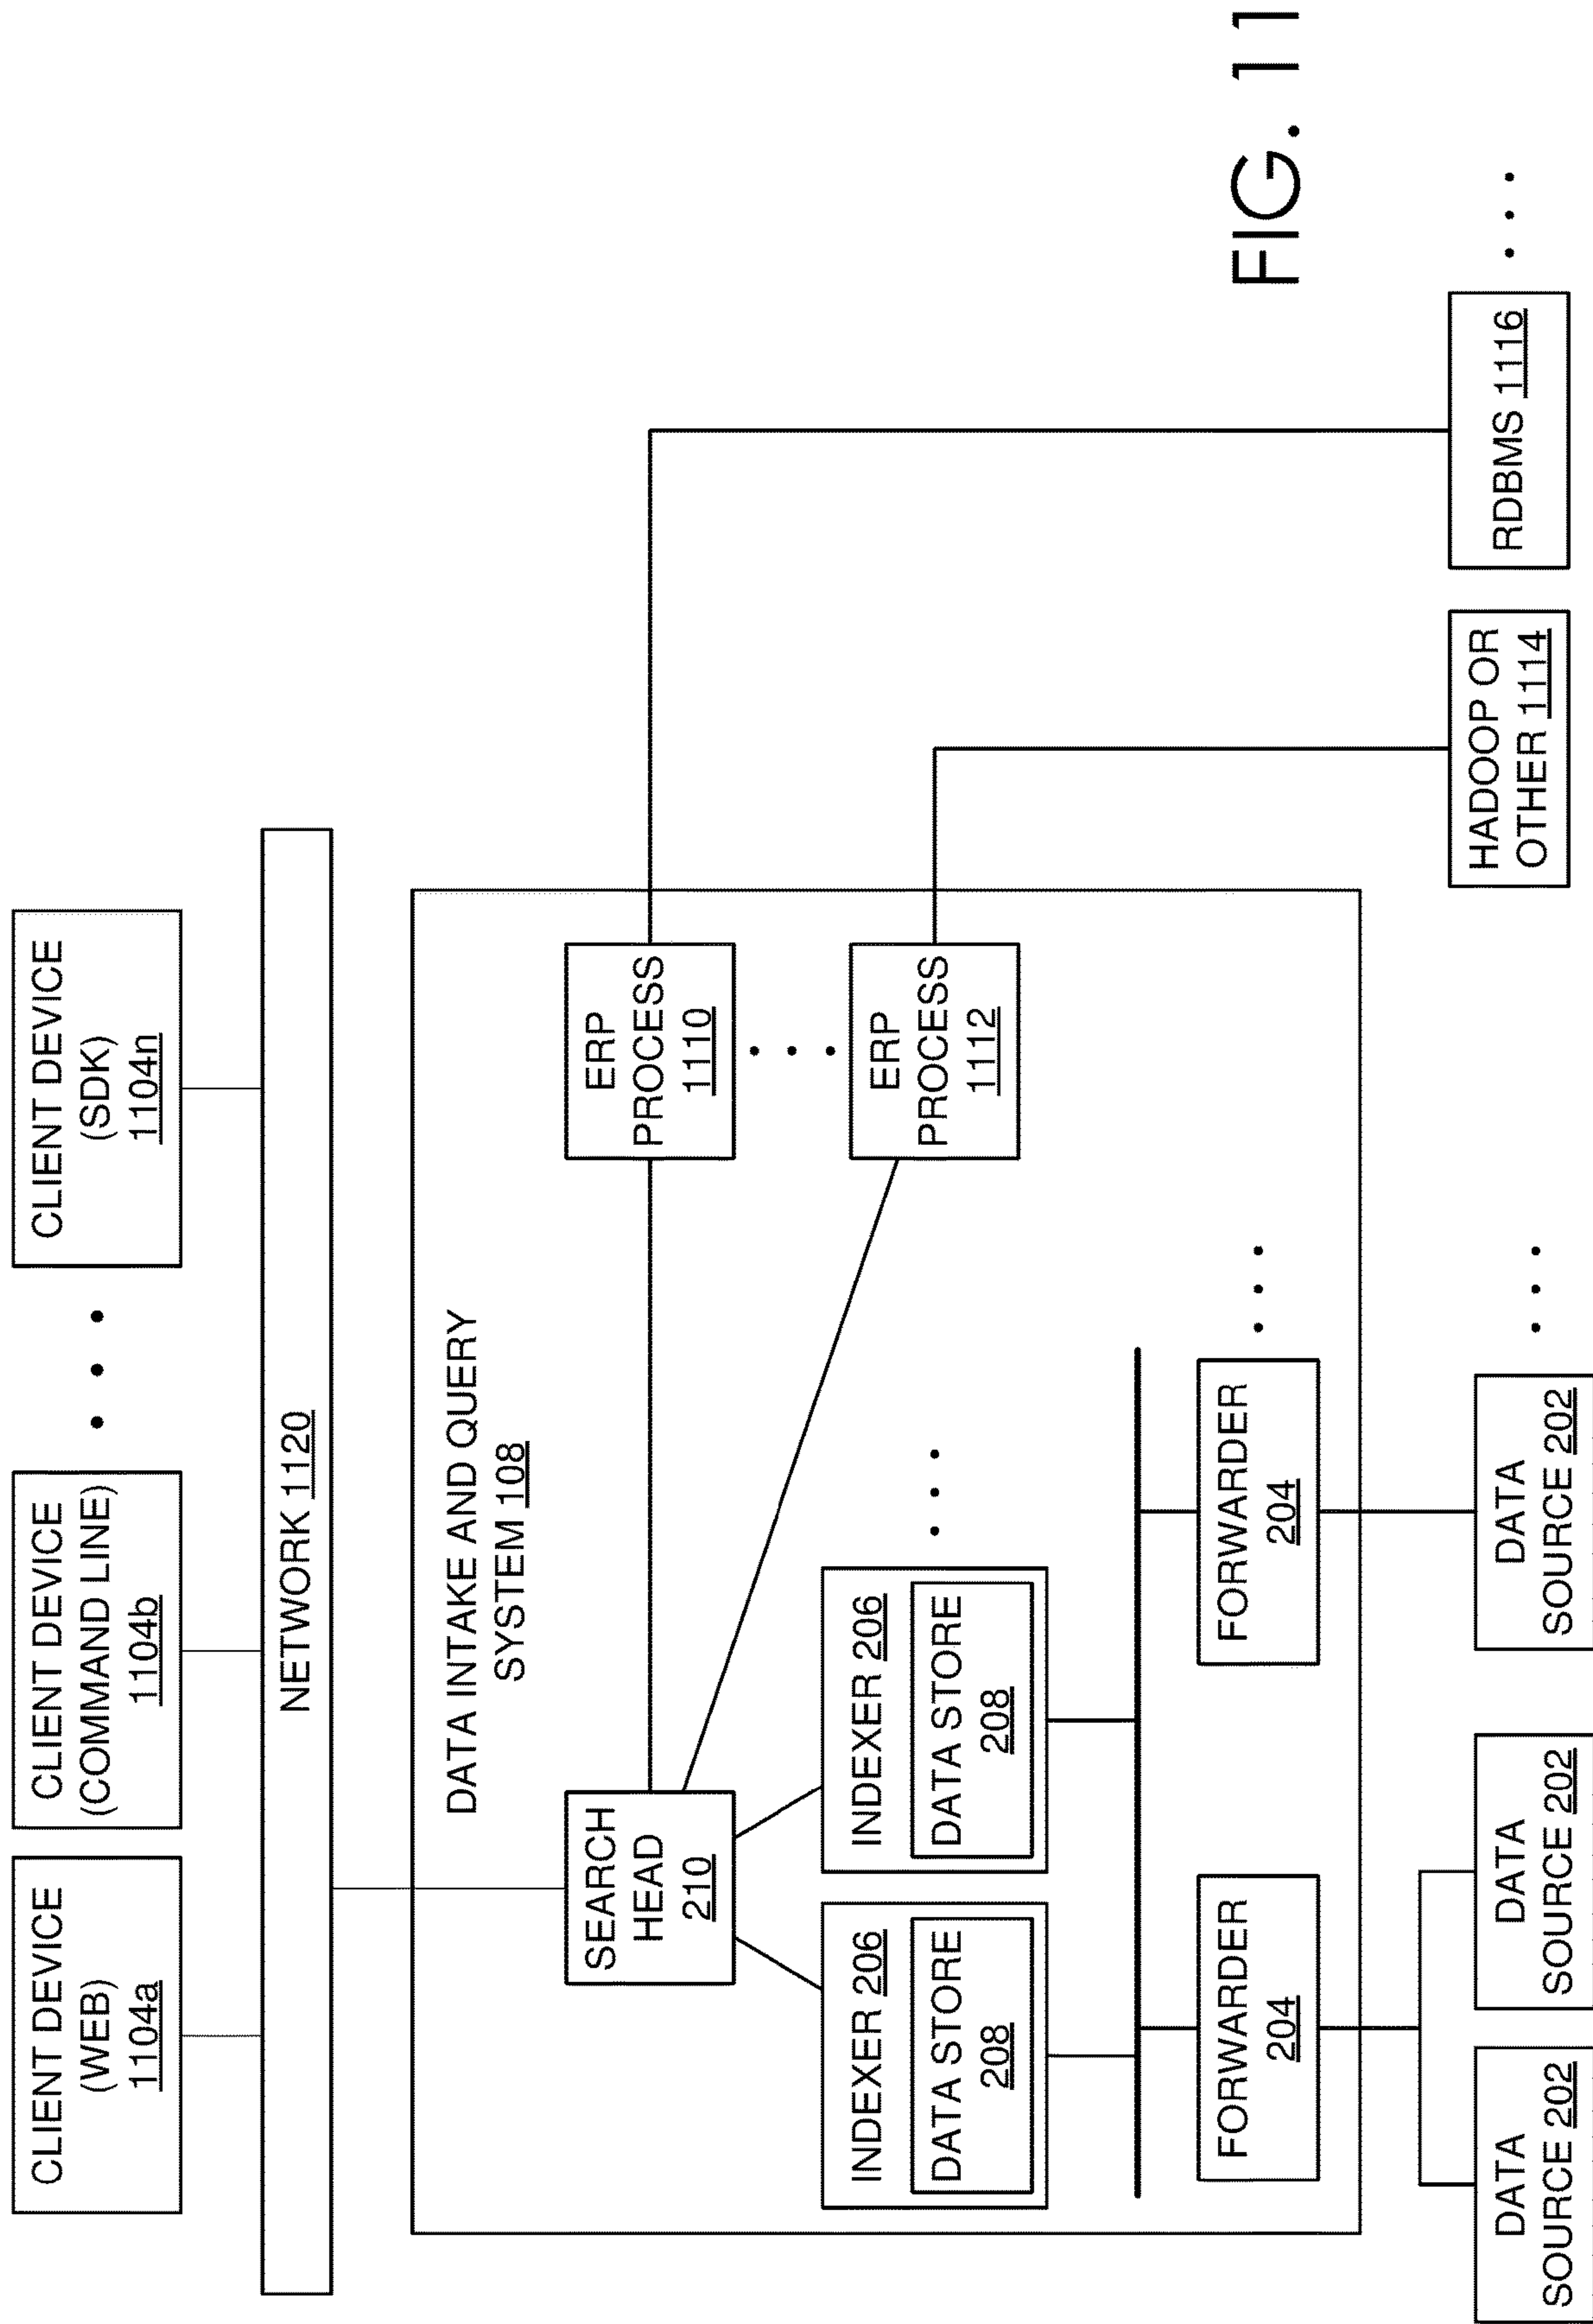 CLIENT DEVICE
(WEB)
1104a
CLIENT DEVICE
(COMMAND LINE)
1104b
CLIENT DEVICE
(SDK)
1104n
NETWORK 1120
DATA INTAKE AND QUERY
SYSTEM 108
SEARCH
HEAD
210
ERP
PROCESS
1110
ERP
PROCESS
1112
INDEXER 206
DATA STORE
208
INDEXER 206
DATA STORE
208
FORWARDER
204
FORWARDER
204
DATA
SOURCE 202
DATA
SOURCE 202
DATA
SOURCE 202
HADOOP OR
OTHER 1114
RDBMS 1116
FIG. 11